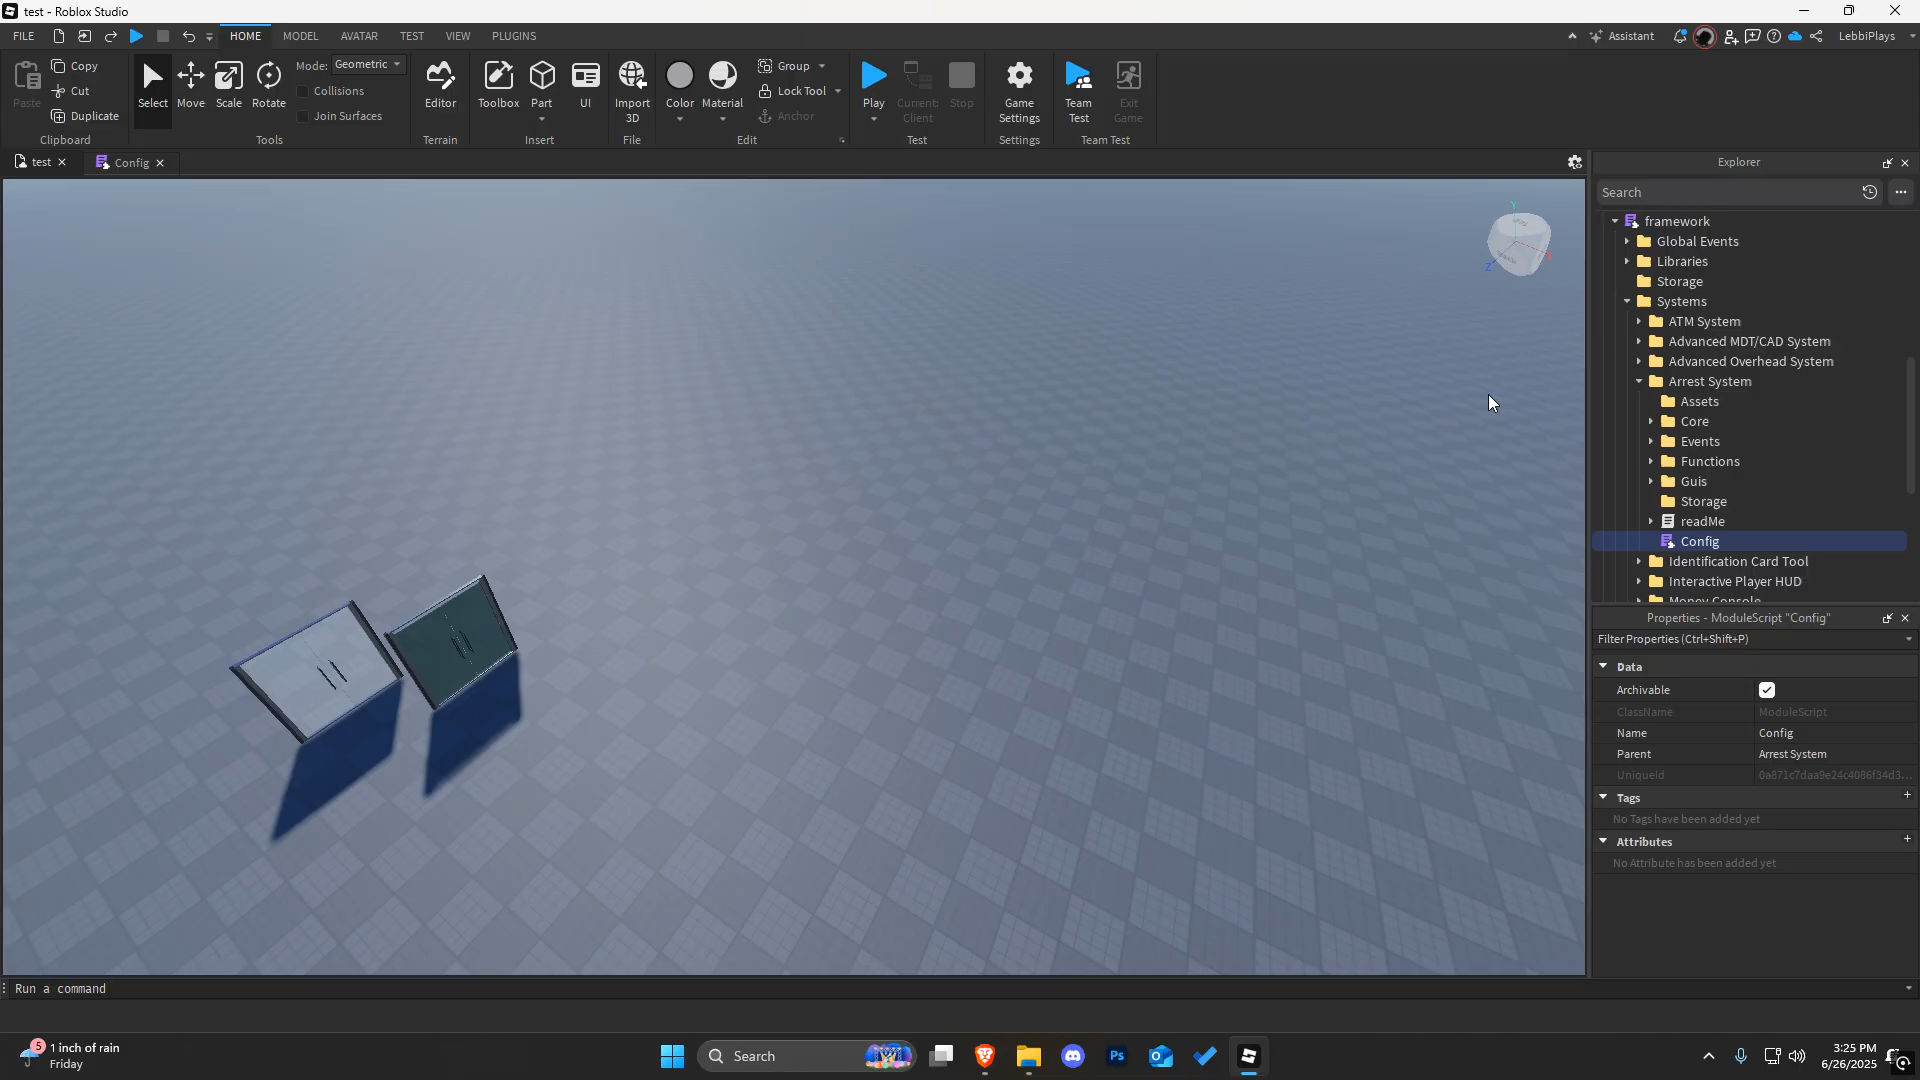 test - Roblox Studio
FILE HOME MODEL AVATAR TEST VIEW PLUGINS Assistant LebbiPlays
Paste Copy Cut Duplicate Clipboard
Select Move Scale Rotate Mode: Geometric Collisions Join Surfaces Tools
Editor Terrain
Toolbox Part UI Insert
Import 3D File
Color Material Group Lock Tool Anchor Edit
Play Current: Client Stop Test
Game Settings Settings
Team Test Exit Game Team Test
test Config
Explorer
Search
framework
Global Events
Libraries
Storage
Systems
ATM System
Advanced MDT/CAD System
Advanced Overhead System
Arrest System
Assets
Core
Events
Functions
Guis
Storage
readMe
Config
Identification Card Tool
Interactive Player HUD
Money Console
Y
Z
Properties - ModuleScript "Config"
Filter Properties (Ctrl+Shift+P)
Data
Archivable
ClassName ModuleScript
Name Config
Parent Arrest System
UniqueId 0a871c7daa9e24c4086f34d3...
Tags
No Tags have been added yet
Attributes
No Attribute has been added yet
Run a command
5 1 inch of rain
Friday
Search
Ps
3:25 PM
6/26/2025